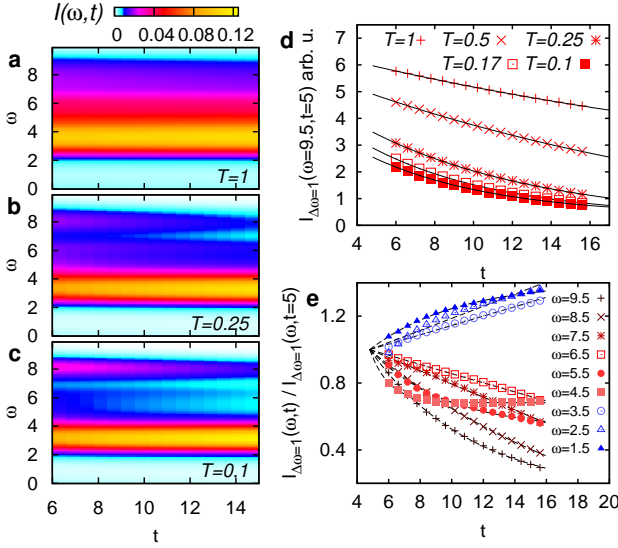 I(ω,t)
0 0.04 0.08 0.12
a
ω
8
6
4
2
0
T=1
b
ω
8
6
4
2
0
T=0.25
c
ω
8
6
4
2
0
T=0.1
6 8 10 12 14
t
d
I_{Δω=1}(ω=9.5,t=5) arb. u.
T=1 T=0.5 T=0.25
T=0.17 T=0.1
7
6
5
4
3
2
1
0
4 6 8 10 12 14 16
t
e
I_{Δω=1}(ω,t) / I_{Δω=1}(ω,t=5)
1.2
0.8
0.4
ω=9.5
ω=8.5
ω=7.5
ω=6.5
ω=5.5
ω=4.5
ω=3.5
ω=2.5
ω=1.5
4 6 8 10 12 14 16 18 20
t